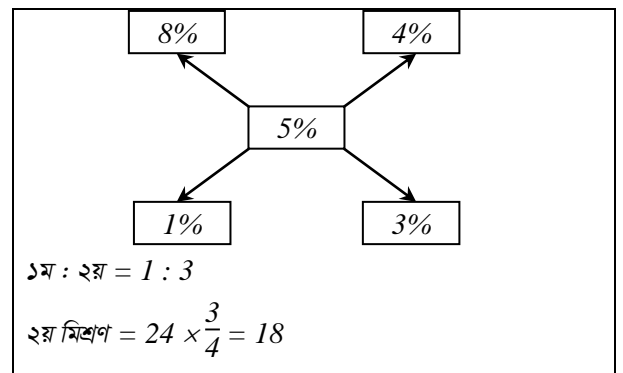 8% 4%
5%
1% 3%
১ম : ২য় = 1 : 3
২য় মিশ্রণ = 24 × 3/4 = 18